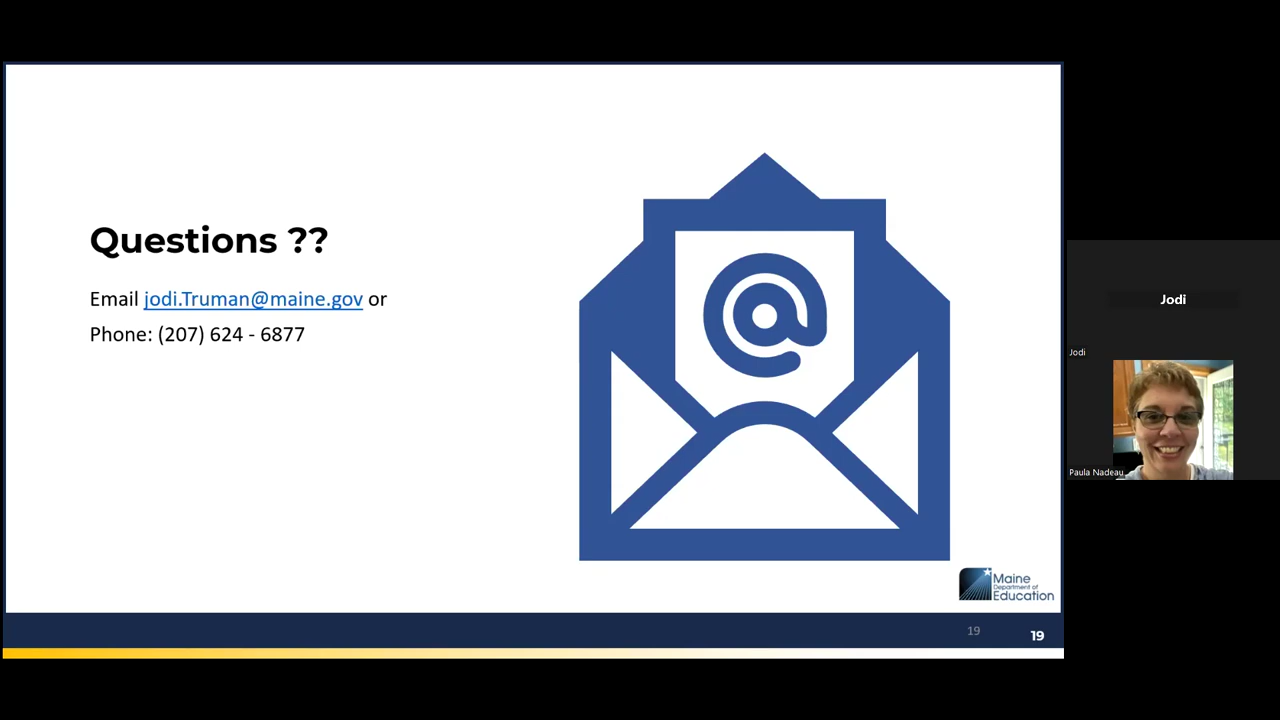 Questions ??
Email jodi.Truman@maine.gov or
Phone: (207) 624 - 6877
@
Maine
Department of
Education
19
19
Jodi
Jodi
Paula Nadeau